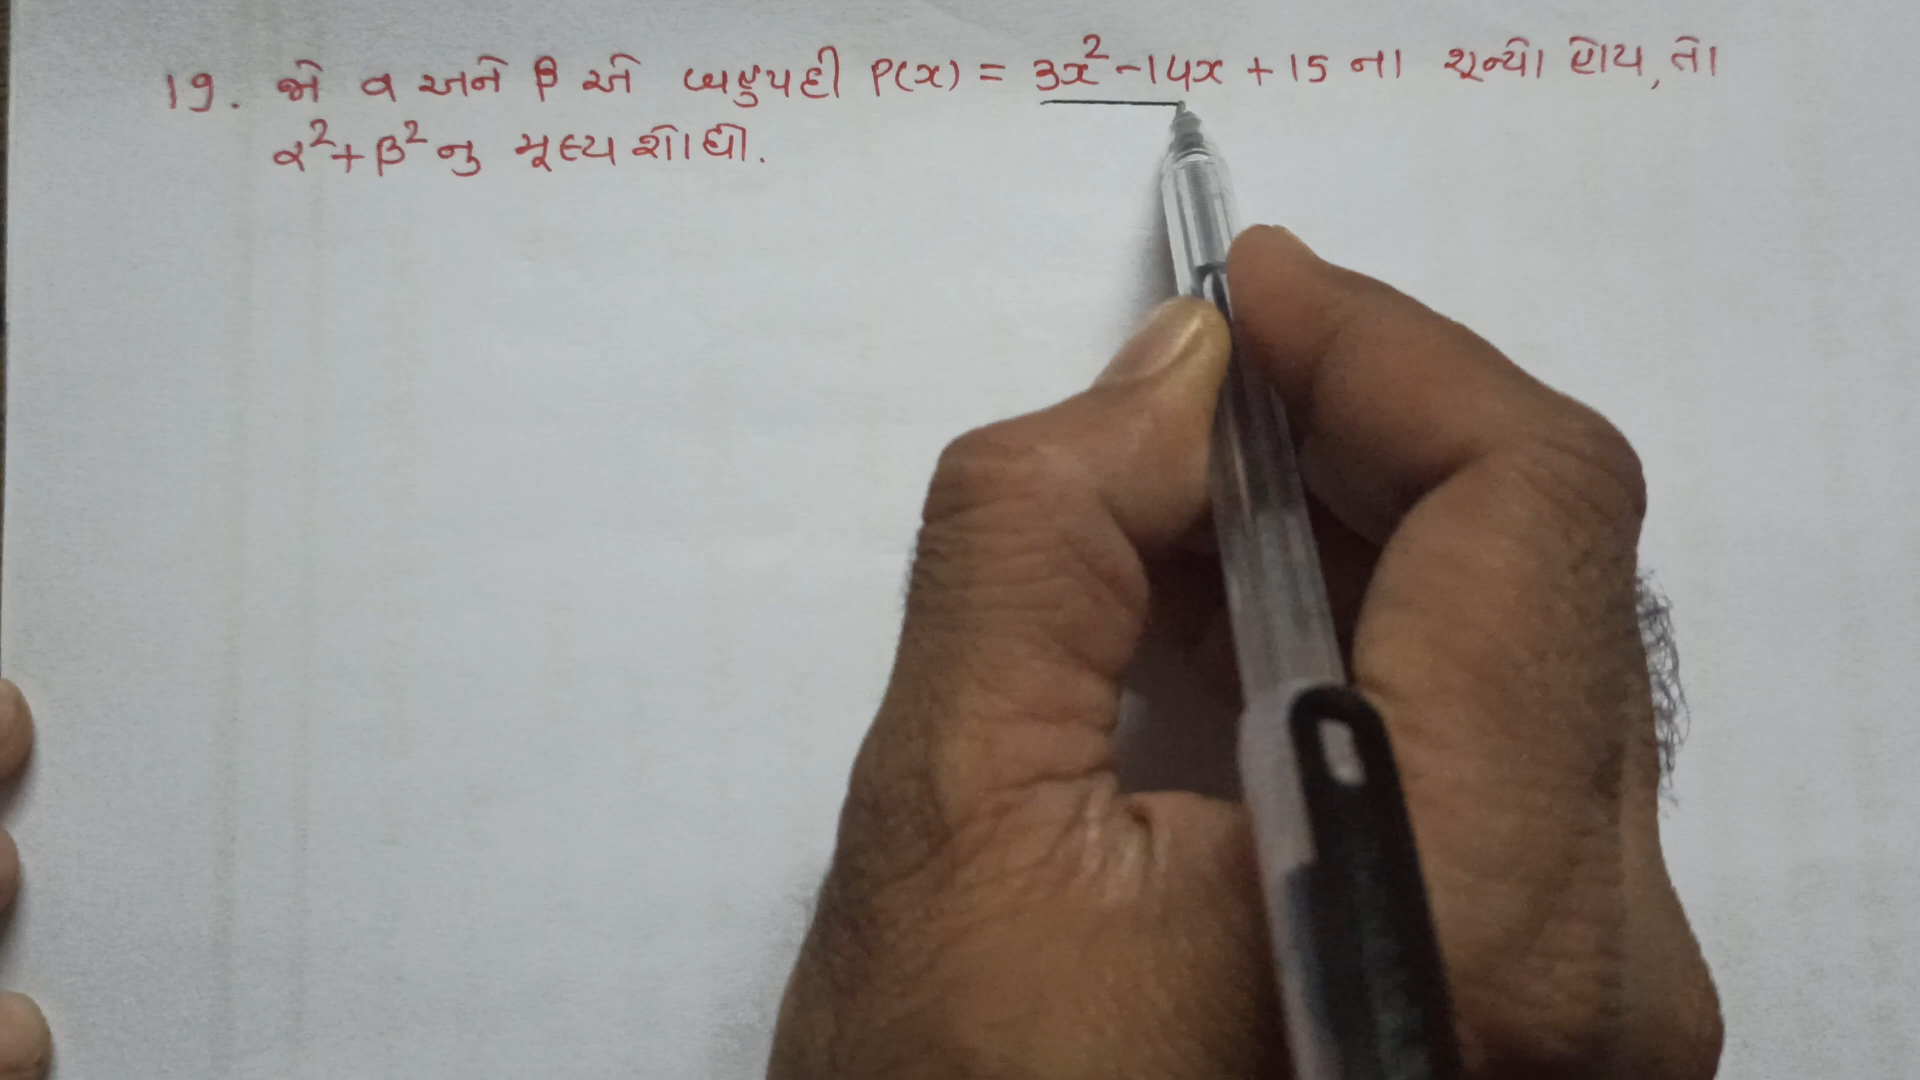 19. જો α અને β એ બહુપદી P(x) = 3x² - 14x + 15 ના શૂન્યો હોય, તો
α² + β² નુ મૂલ્ય શોધો.